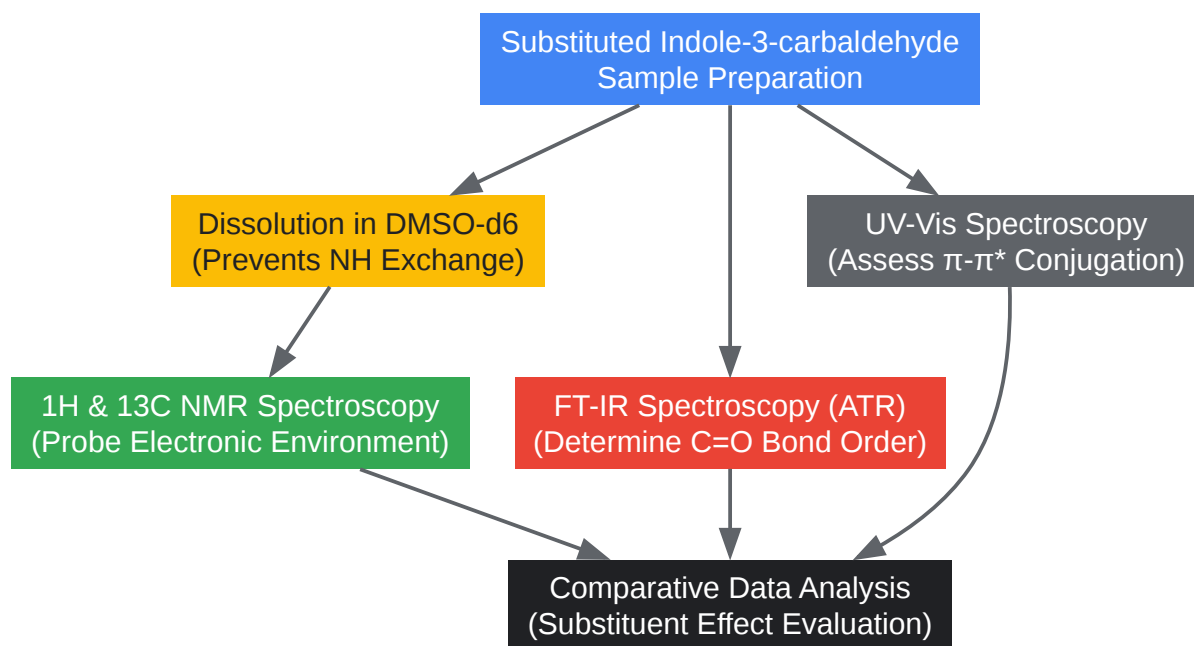 Substituted Indole-3-carbaldehyde
Sample Preparation
Dissolution in DMSO-d6
(Prevents NH Exchange)
UV-Vis Spectroscopy
(Assess π-π* Conjugation)
1H & 13C NMR Spectroscopy
(Probe Electronic Environment)
FT-IR Spectroscopy (ATR)
(Determine C=O Bond Order)
Comparative Data Analysis
(Substituent Effect Evaluation)